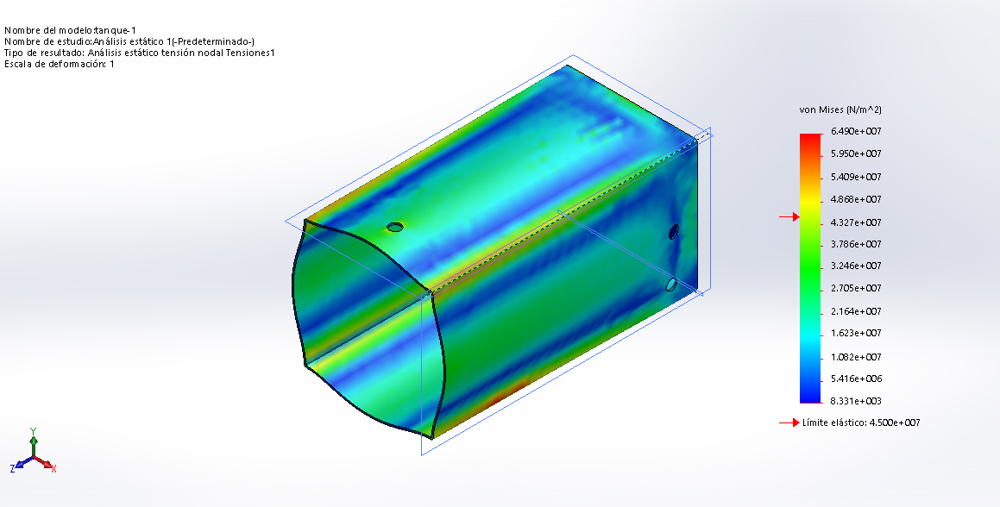 Nombre del modelo:tanque-1
Nombre de estudio:Análisis estático 1(-Predeterminado-)
Tipo de resultado: Análisis estático tensión nodal Tensiones1
Escala de deformación: 1
von Mises (N/m^2)
6.490e+007
5.950e+007
5.409e+007
4.868e+007
4.327e+007
3.786e+007
3.246e+007
2.705e+007
2.164e+007
1.623e+007
1.082e+007
5.416e+006
8.331e+003
Límite elástico: 4.500e+007
Y
Z
X